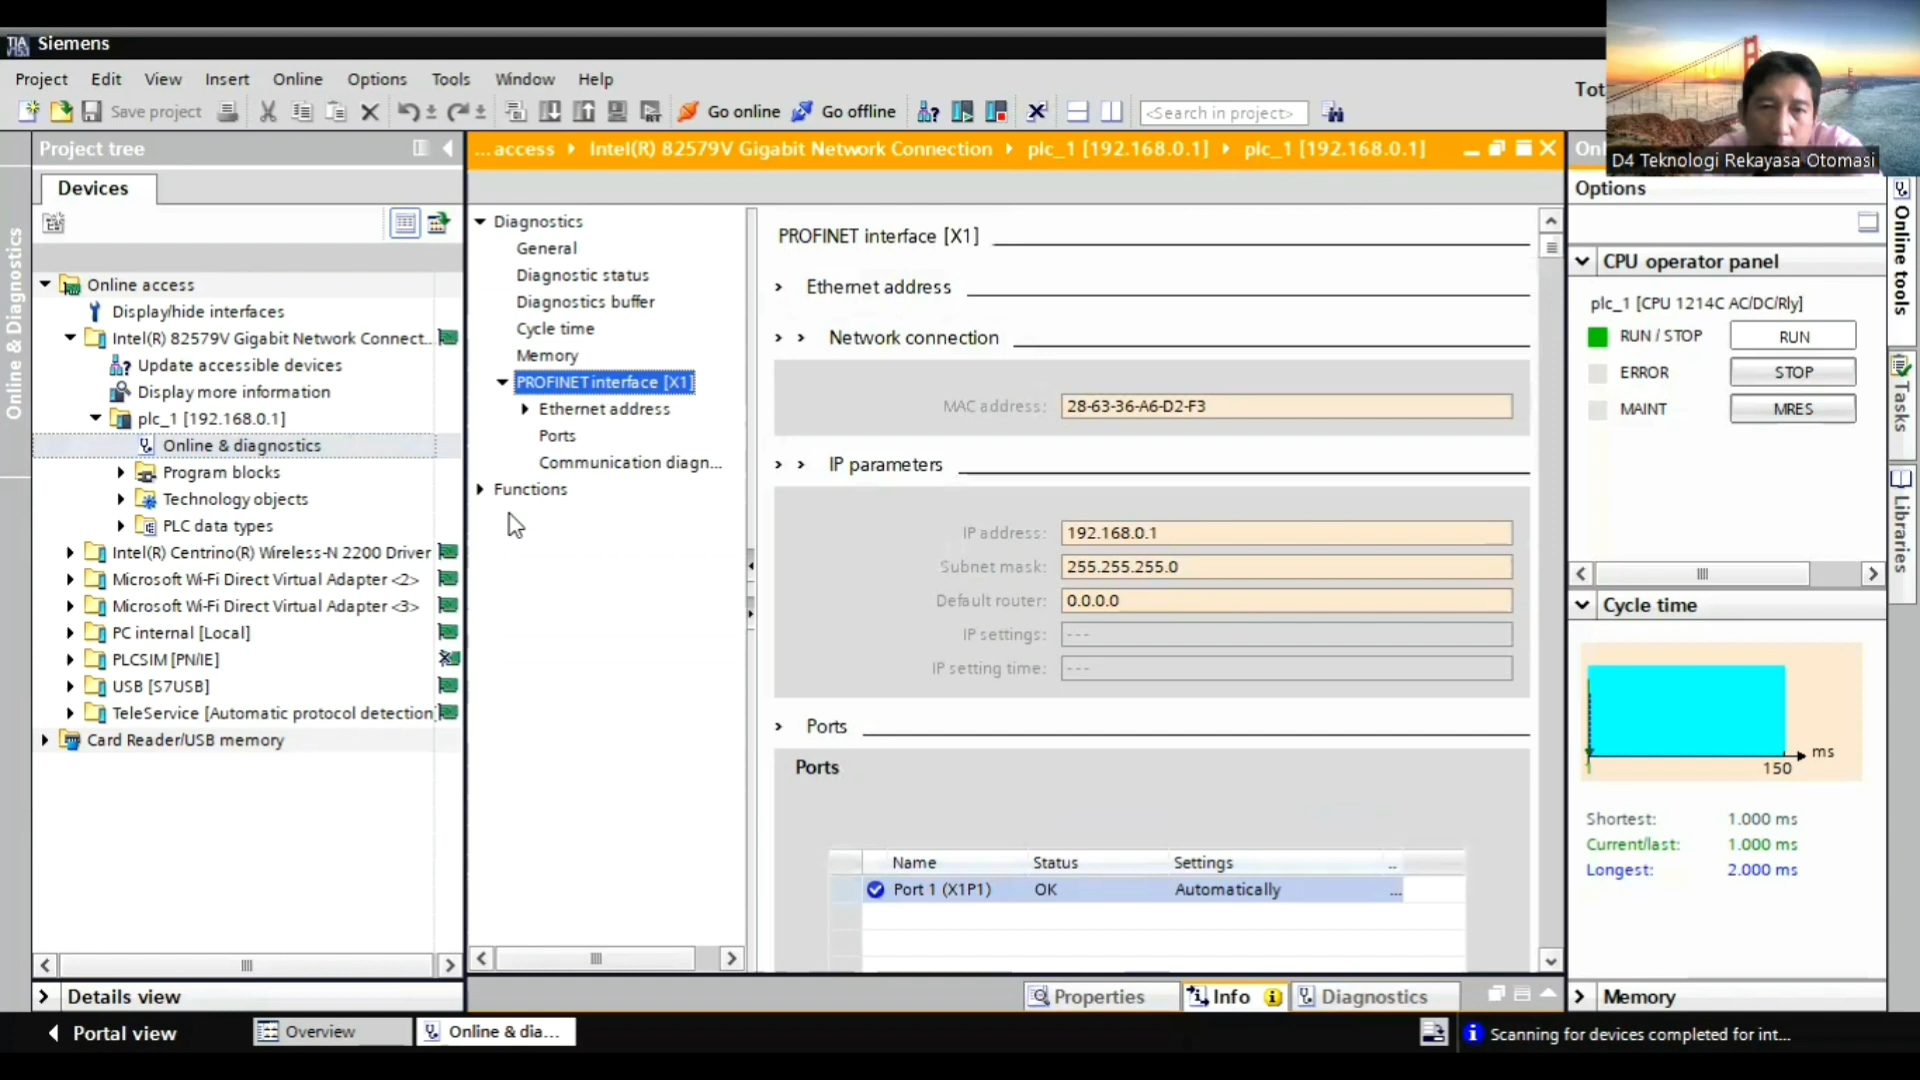 Siemens
Project Edit View Insert Online Options Tools Window Help
Save project Go online Go offline <Search in project>
Tot
D4 Teknologi Rekayasa Otomasi
Project tree
Devices
Online & Diagnostics
Online access
Display/hide interfaces
Intel(R) 82579V Gigabit Network Connect...
Update accessible devices
Display more information
plc_1 [192.168.0.1]
Online & diagnostics
Program blocks
Technology objects
PLC data types
Intel(R) Centrino(R) Wireless-N 2200 Driver
Microsoft Wi-Fi Direct Virtual Adapter <2>
Microsoft Wi-Fi Direct Virtual Adapter <3>
PC internal [Local]
PLCSIM [PN/IE]
USB [S7USB]
TeleService [Automatic protocol detection]
Card Reader/USB memory
Details view
...access Intel(R) 82579V Gigabit Network Connection plc_1 [192.168.0.1] plc_1 [192.168.0.1]
Diagnostics
General
Diagnostic status
Diagnostics buffer
Cycle time
Memory
PROFINET interface [X1]
Ethernet address
Ports
Communication diagn...
Functions
PROFINET interface [X1]
Ethernet address
Network connection
MAC address: 28-63-36-A6-D2-F3
IP parameters
IP address: 192.168.0.1
Subnet mask: 255.255.255.0
Default router: 0.0.0.0
IP settings: ---
IP setting time: ---
Ports
Ports
Name Status Settings ..
Port 1 (X1P1) OK Automatically ...
Properties Info Diagnostics
Onl
Options
CPU operator panel
plc_1 [CPU 1214C AC/DC/Rly]
RUN / STOP RUN
ERROR STOP
MAINT MRES
Cycle time
ms
1 150
Shortest: 1.000 ms
Current/last: 1.000 ms
Longest: 2.000 ms
Memory
Online tools
Tasks
Libraries
Portal view Overview Online & dia... Scanning for devices completed for int...